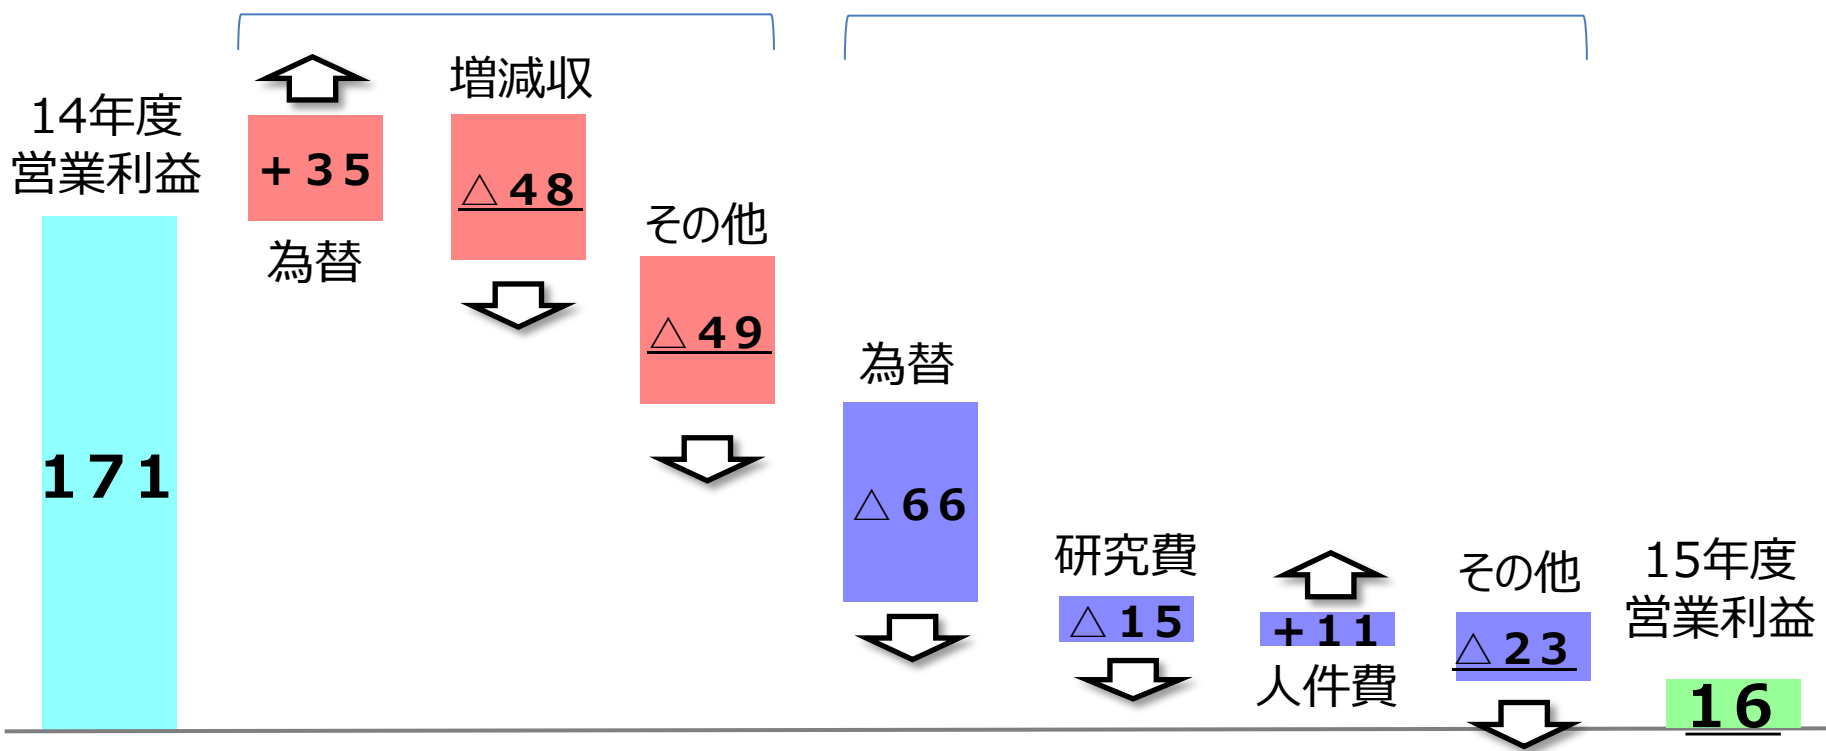 14年度
営業利益
171
+35
為替
増減収
△48
その他
△49
為替
△66
研究費
△15
+11
人件費
その他
△23
15年度
営業利益
16